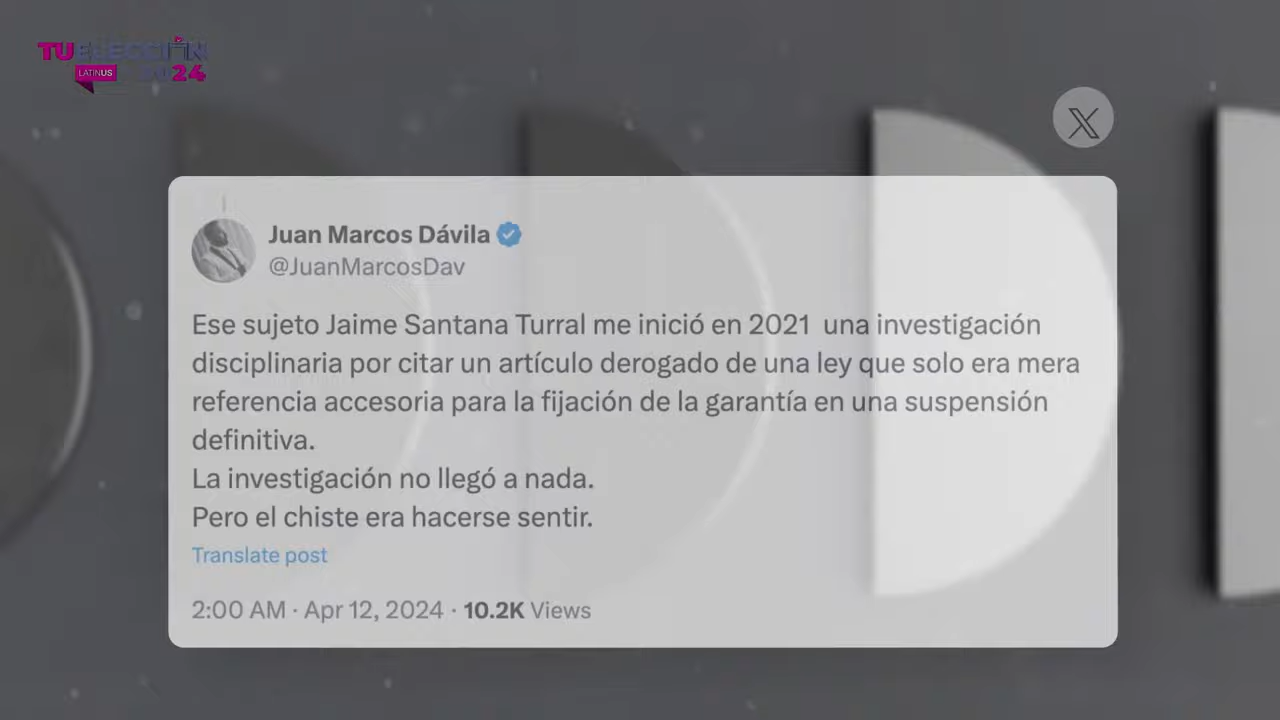 TU ELECCIÓN
LATINUS 2024
Juan Marcos Dávila
@JuanMarcosDav
Ese sujeto Jaime Santana Turral me inició en 2021 una investigación
disciplinaria por citar un artículo derogado de una ley que solo era mera
referencia accesoria para la fijación de la garantía en una suspensión
definitiva.
La investigación no llegó a nada.
Pero el chiste era hacerse sentir.
Translate post
2:00 AM · Apr 12, 2024 · 10.2K Views